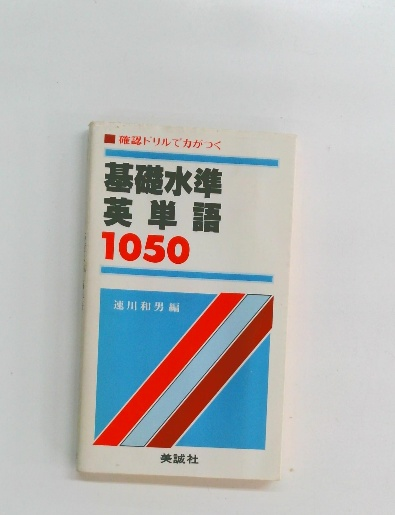 ■確認ドリルで力がつく
基礎水準
英単語
1050
速川和男編
美誠社